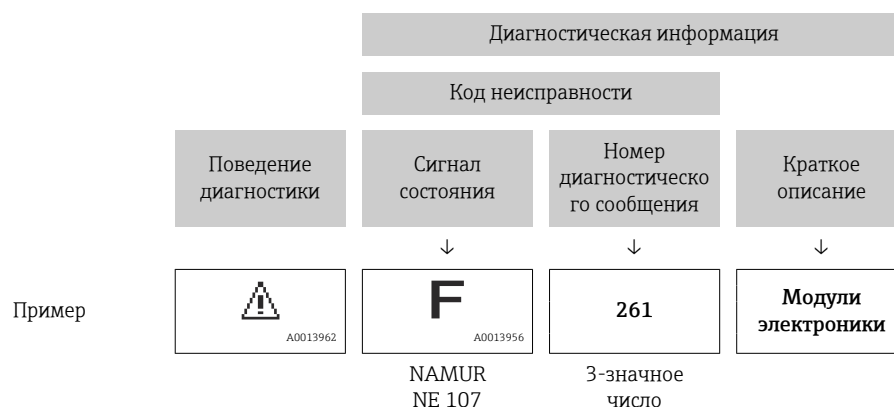 Диагностическая информация
Код неисправности
Поведение
диагностики
Сигнал
состояния
Номер
диагностическо
го сообщения
Краткое
описание
↓ ↓ ↓
Пример
A0013962
F
A0013956
261
Модули
электроники
NAMUR
NE 107
3-значное
число